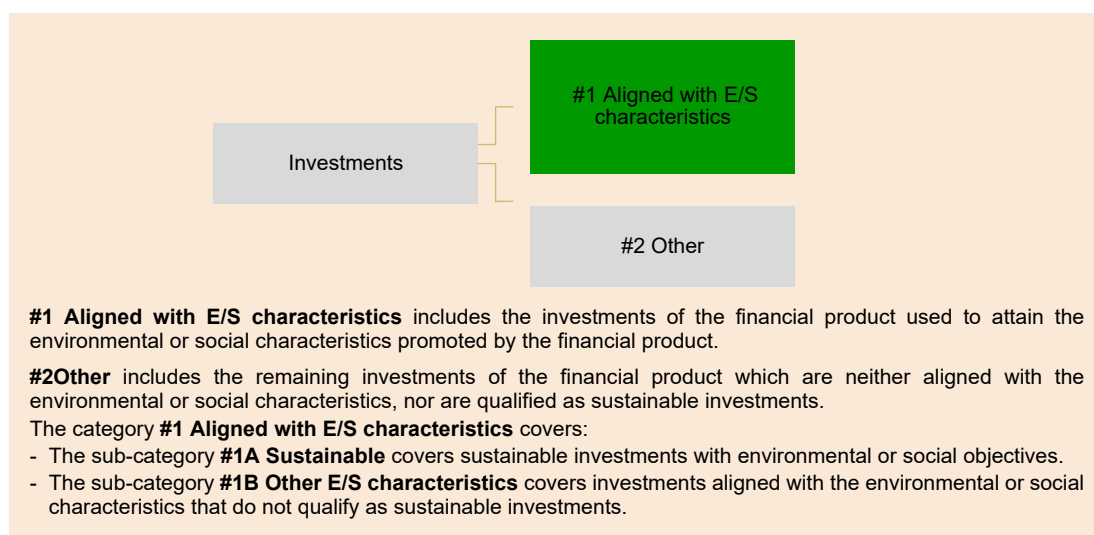 #1 Aligned with E/S
characteristics
Investments
#2 Other
#1 Aligned with E/S characteristics includes the investments of the financial product used to attain the
environmental or social characteristics promoted by the financial product.
#2Other includes the remaining investments of the financial product which are neither aligned with the
environmental or social characteristics, nor are qualified as sustainable investments.
The category #1 Aligned with E/S characteristics covers:
- The sub-category #1A Sustainable covers sustainable investments with environmental or social objectives.
- The sub-category #1B Other E/S characteristics covers investments aligned with the environmental or social
characteristics that do not qualify as sustainable investments.